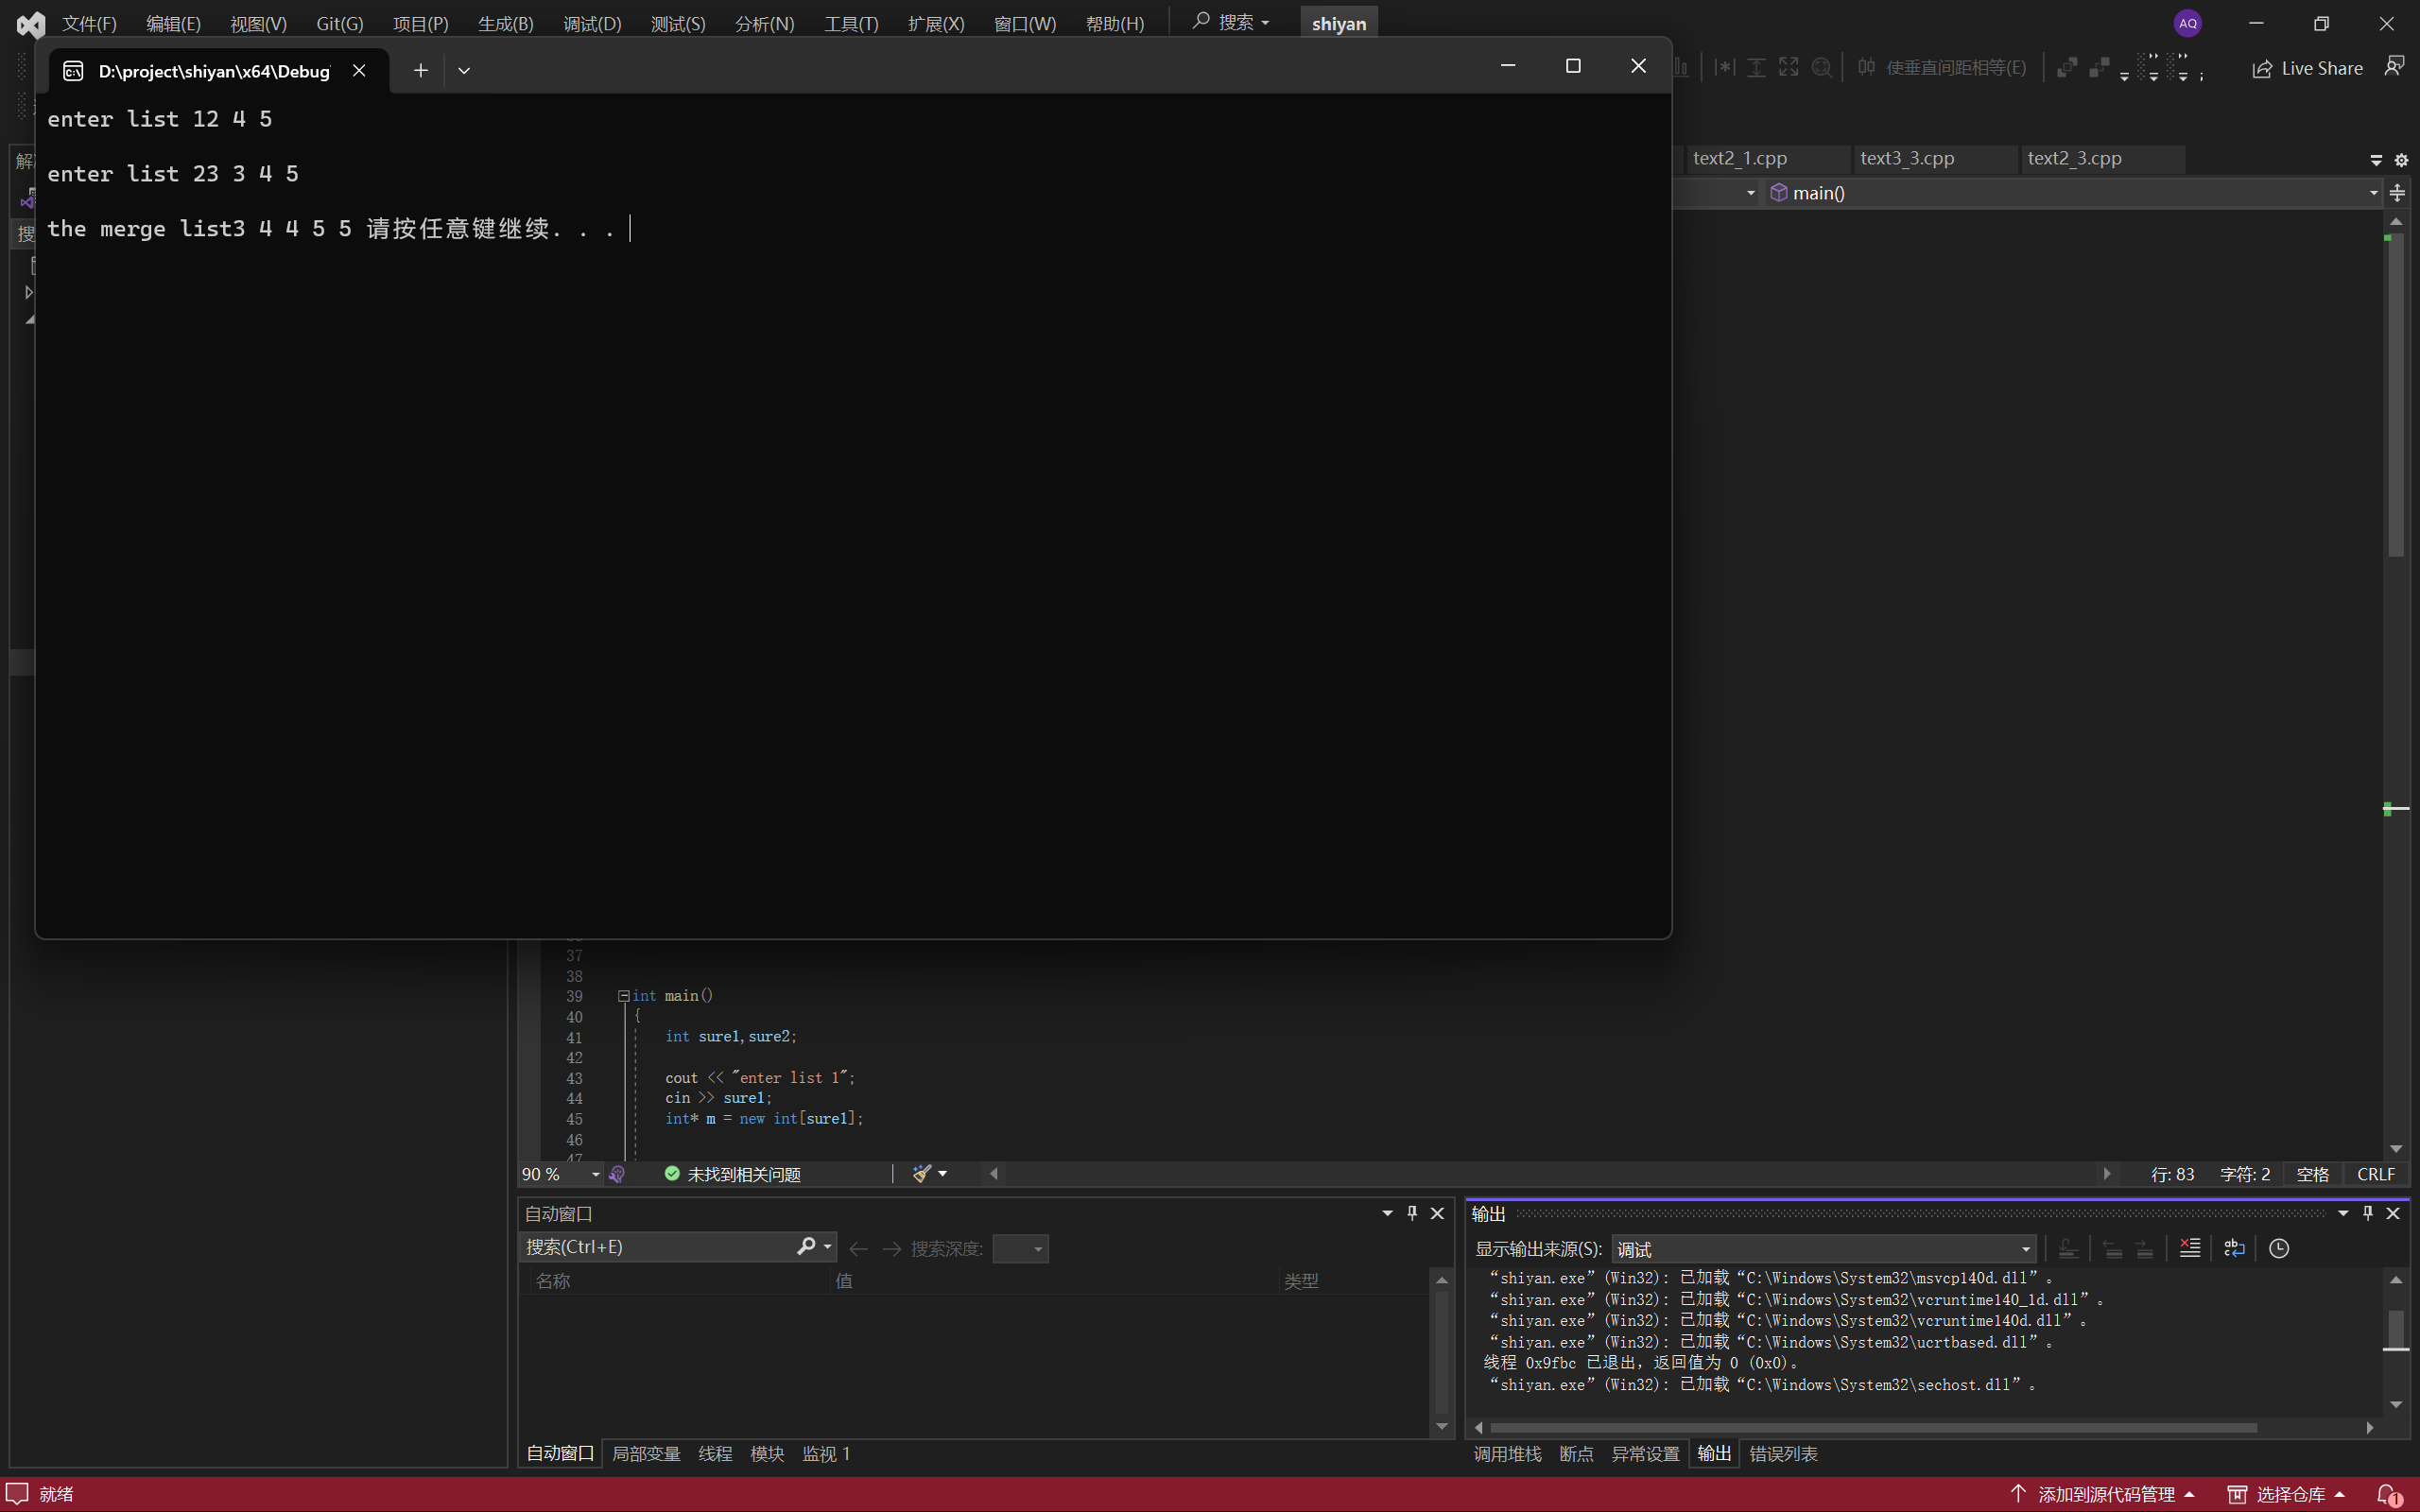 文件(F) 编辑(E) 视图(V) Git(G) 项目(P) 生成(B) 调试(D) 测试(S) 分析(N) 工具(T) 扩展(X) 窗口(W) 帮助(H) 搜索 shiyan AQ
D:\project\shiyan\x64\Debug
使垂直间距相等(E) Live Share
enter list 12 4 5
enter list 23 3 4 5
the merge list3 4 4 5 5 请按任意键继续. . .
text2_1.cpp text3_3.cpp text2_3.cpp
main()
搜
37
38
39 int main()
40 {
41 int sure1,sure2;
42
43 cout << "enter list 1";
44 cin >> sure1;
45 int* m = new int[sure1];
46
47
90 % 未找到相关问题 行: 83 字符: 2 空格 CRLF
自动窗口
搜索(Ctrl+E) 搜索深度:
名称 值 类型
自动窗口 局部变量 线程 模块 监视 1
输出
显示输出来源(S): 调试
“shiyan.exe”(Win32): 已加载“C:\Windows\System32\msvcp140d.dll”。
“shiyan.exe”(Win32): 已加载“C:\Windows\System32\vcruntime140_1d.dll”。
“shiyan.exe”(Win32): 已加载“C:\Windows\System32\vcruntime140d.dll”。
“shiyan.exe”(Win32): 已加载“C:\Windows\System32\ucrtbased.dll”。
线程 0x9fbc 已退出，返回值为 0 (0x0)。
“shiyan.exe”(Win32): 已加载“C:\Windows\System32\sechost.dll”。
调用堆栈 断点 异常设置 输出 错误列表
就绪 添加到源代码管理 选择仓库 1